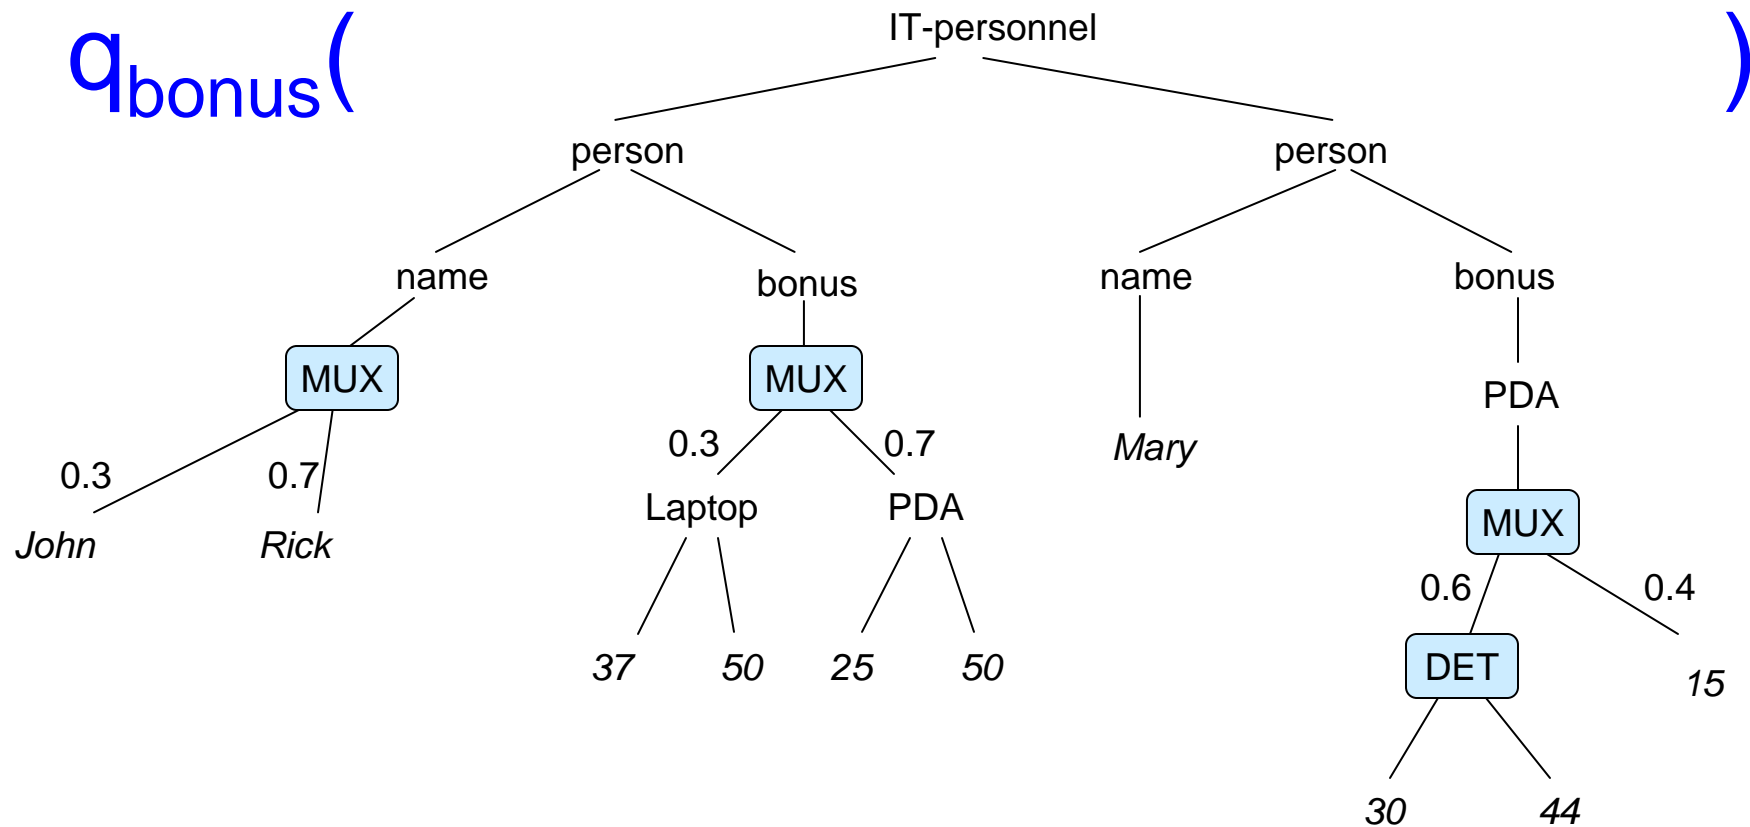 IT-personnel
q bonus ( )
person person
name bonus name bonus
MUX MUX PDA
0.3 0.7 Mary
0.3 0.7
Laptop PDA MUX
John Rick
0.6 0.4
37 50 25 50 DET 15
30 44